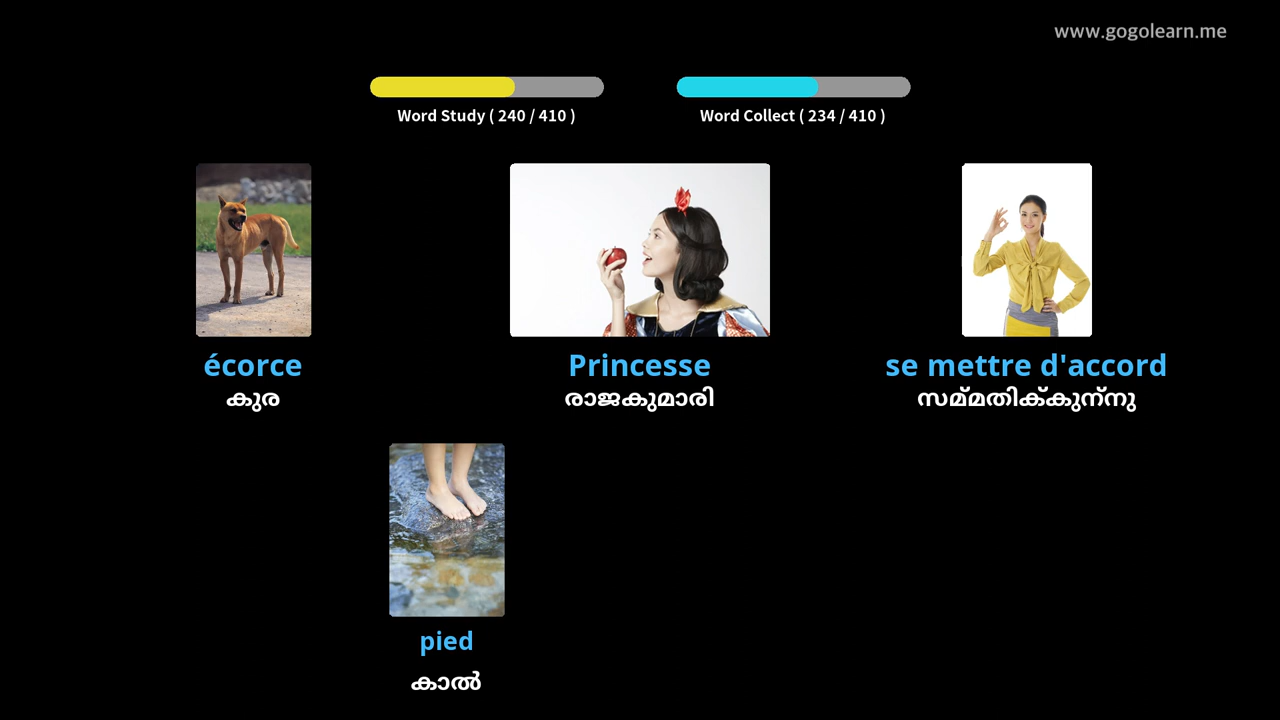 www.gogolearn.me
Word Study ( 240 / 410 )
Word Collect ( 234 / 410 )
écorce
കുര
Princesse
രാജകുമാരി
se mettre d'accord
സമ്മതിക്കുന്നു
pied
കാൽ